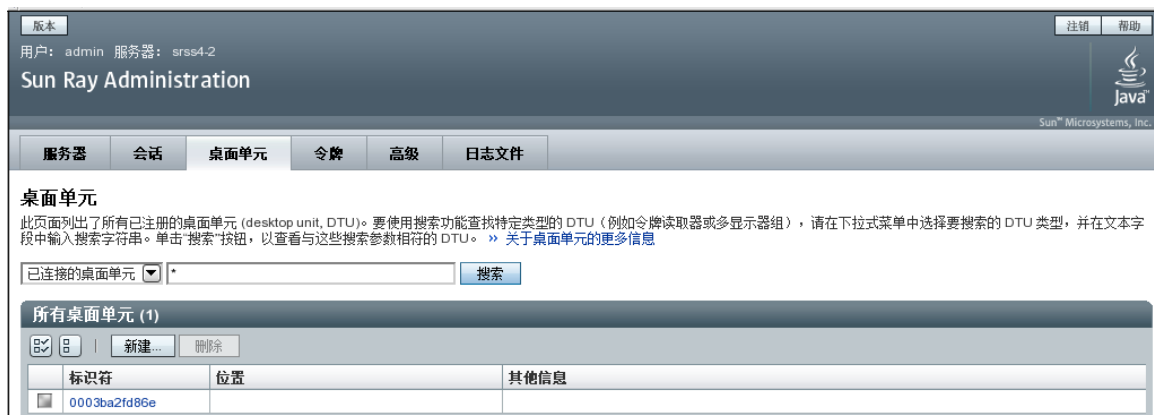 版本
注销 帮助
用户: admin 服务器: srss4-2
Sun Ray Administration
Java™
Sun™ Microsystems, Inc.
服务器 会话 桌面单元 令牌 高级 日志文件
桌面单元
此页面列出了所有已注册的桌面单元 (desktop unit, DTU)。要使用搜索功能查找特定类型的 DTU（例如令牌读取器或多显示器组），请在下拉式菜单中选择要搜索的 DTU 类型，并在文本字
段中输入搜索字符串。单击"搜索"按钮，以查看与这些搜索参数相符的 DTU。 » 关于桌面单元的更多信息
已连接的桌面单元 * 搜索
所有桌面单元 (1)
新建... 删除
标识符 位置 其他信息
0003ba2fd86e